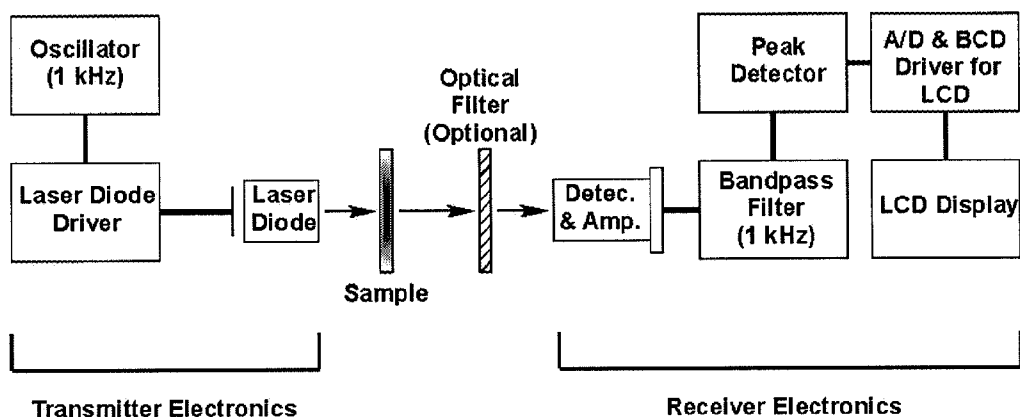 Oscillator
(1 kHz)
Laser Diode
Driver
Laser
Diode
Sample
Optical
Filter
(Optional)
Detec.
& Amp.
Peak
Detector
Bandpass
Filter
(1 kHz)
A/D & BCD
Driver for
LCD
LCD Display
Transmitter Electronics
Receiver Electronics